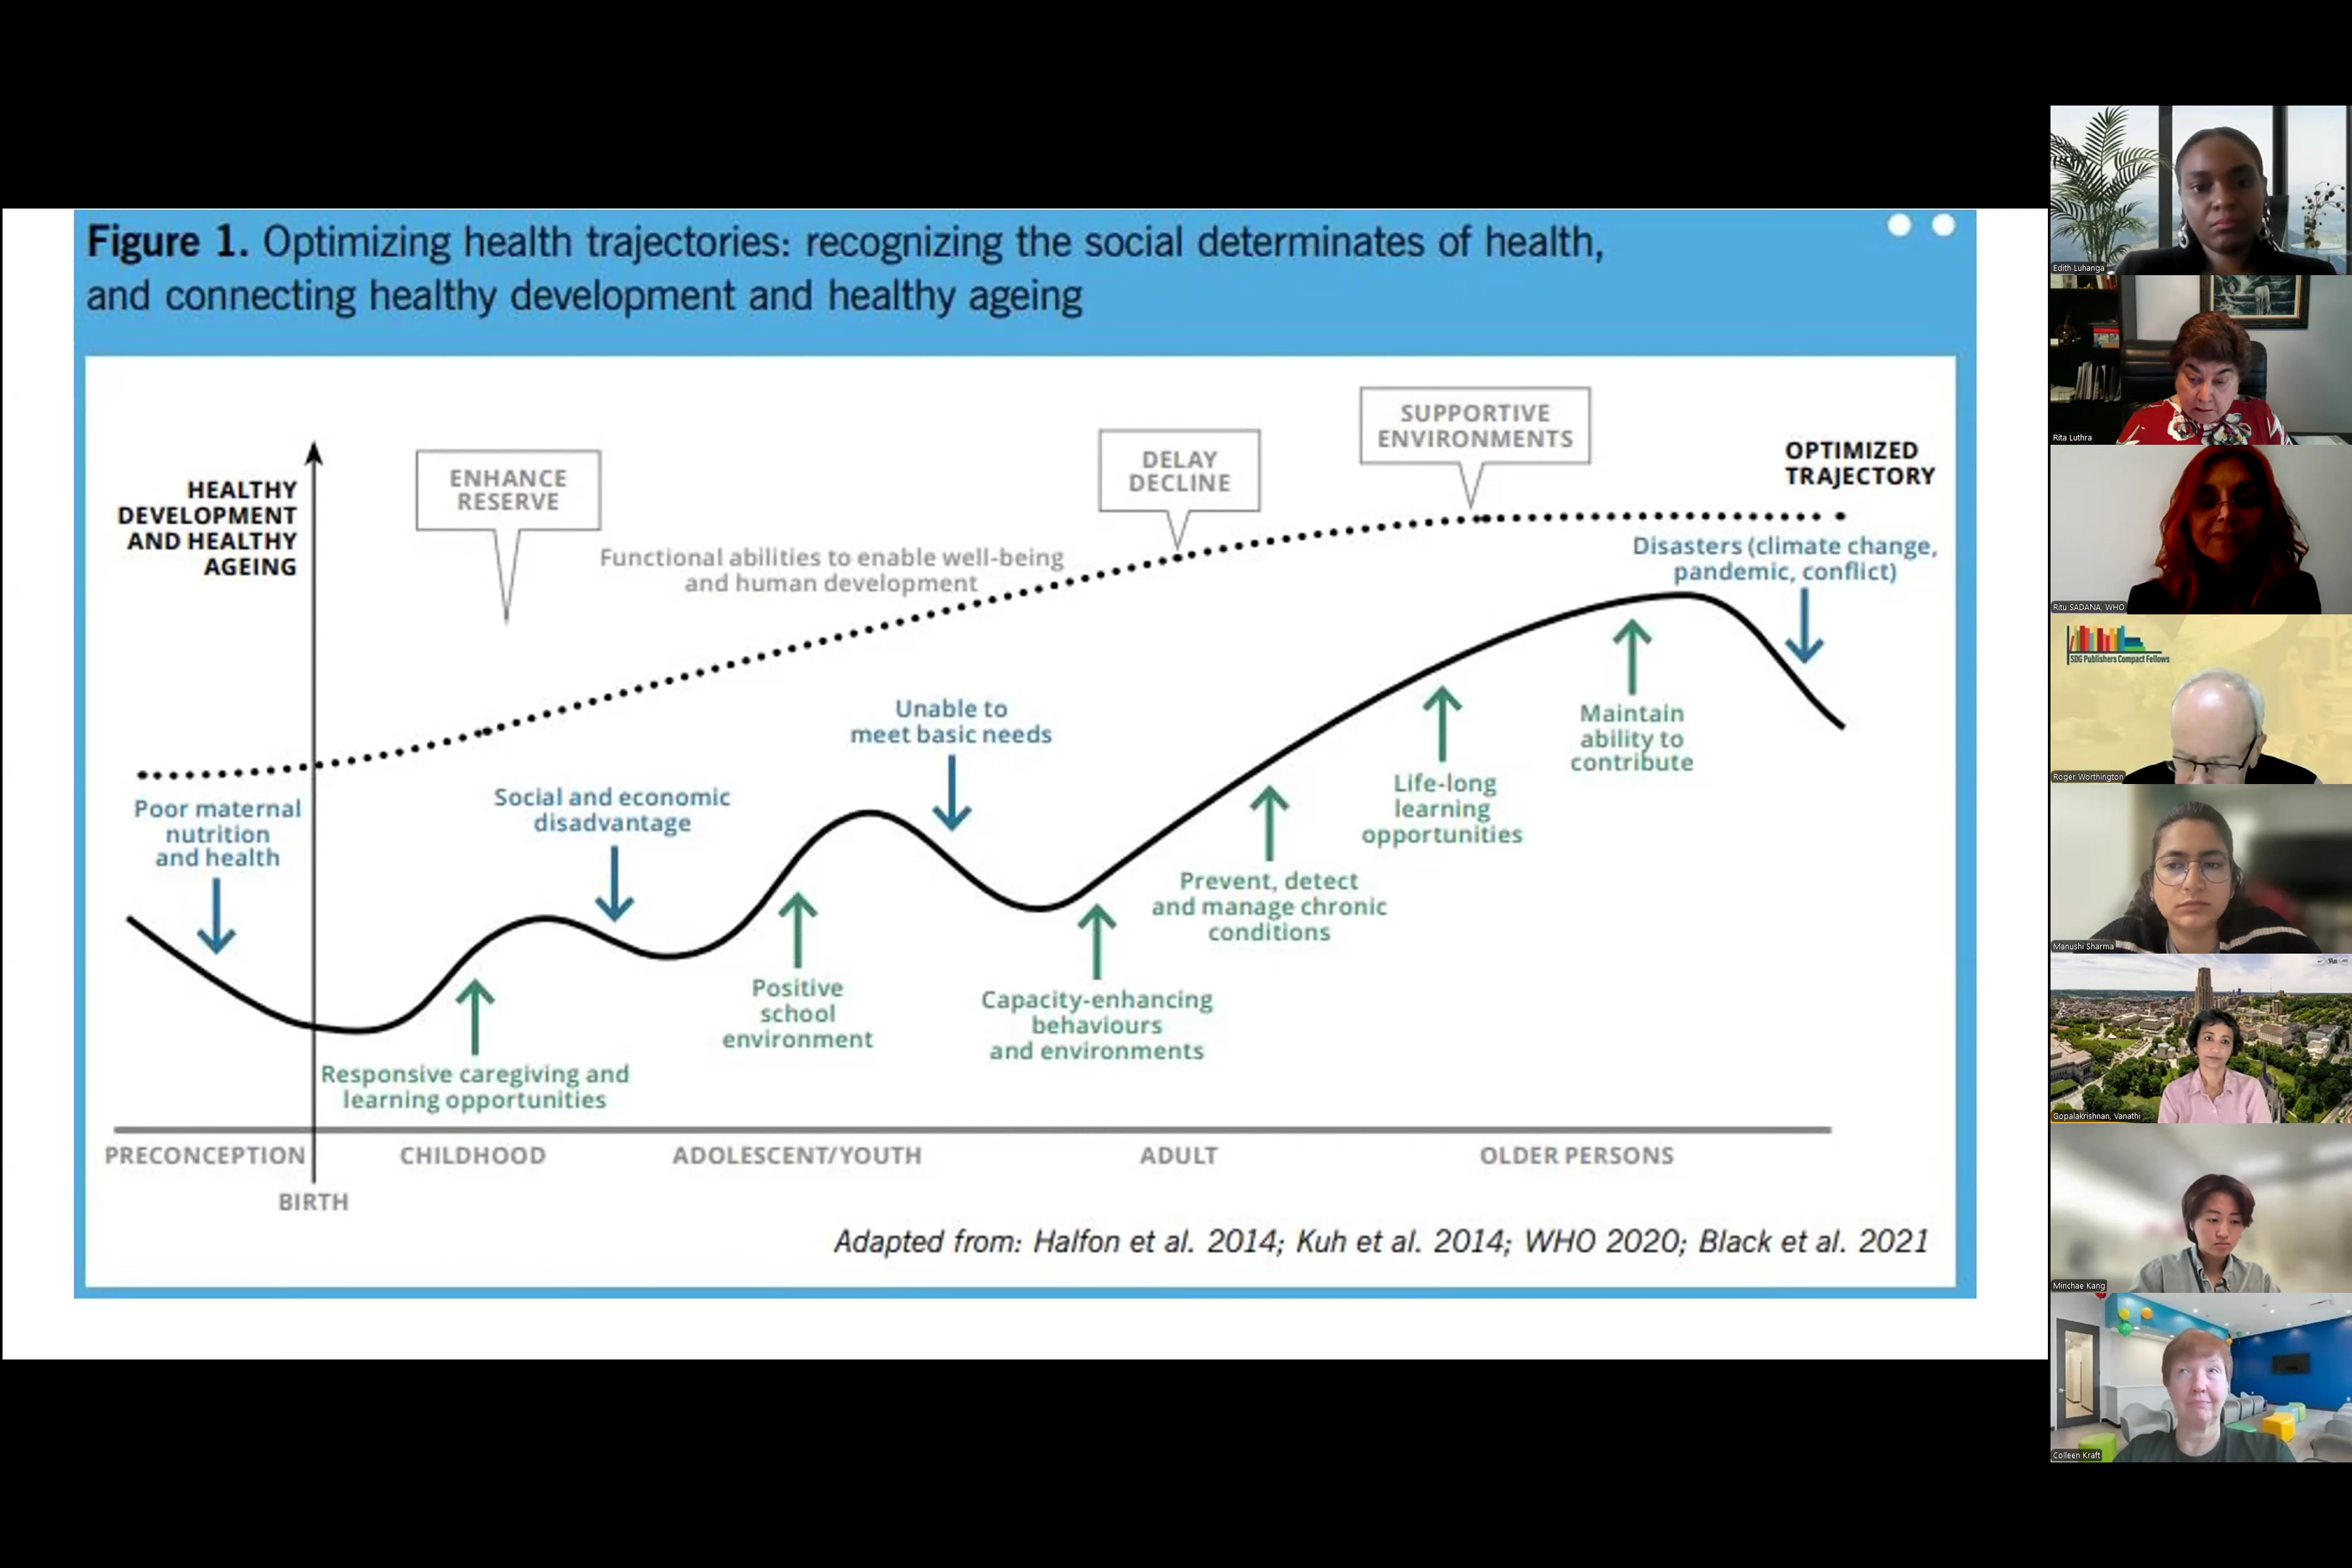 Figure 1. Optimizing health trajectories: recognizing the social determinates of health,
and connecting healthy development and healthy ageing
HEALTHY
DEVELOPMENT
AND HEALTHY
AGEING
ENHANCE
RESERVE
DELAY
DECLINE
SUPPORTIVE
ENVIRONMENTS
OPTIMIZED
TRAJECTORY
Functional abilities to enable well-being
and human development
Disasters (climate change,
pandemic, conflict)
Poor maternal
nutrition
and health
Social and economic
disadvantage
Unable to
meet basic needs
Responsive caregiving and
learning opportunities
Positive
school
environment
Capacity-enhancing
behaviours
and environments
Prevent, detect
and manage chronic
conditions
Life-long
learning
opportunities
Maintain
ability to
contribute
PRECONCEPTION
BIRTH
CHILDHOOD
ADOLESCENT/YOUTH
ADULT
OLDER PERSONS
Adapted from: Halfon et al. 2014; Kuh et al. 2014; WHO 2020; Black et al. 2021
Edith Luhanga
Rita Luthra
Ritu SADANA, WHO
SDG Publishers Compact Fellows
Roger Worthington
Manushi Sharma
Gopalakrishnan, Vanathi
Minchae Kang
Colleen Kraft